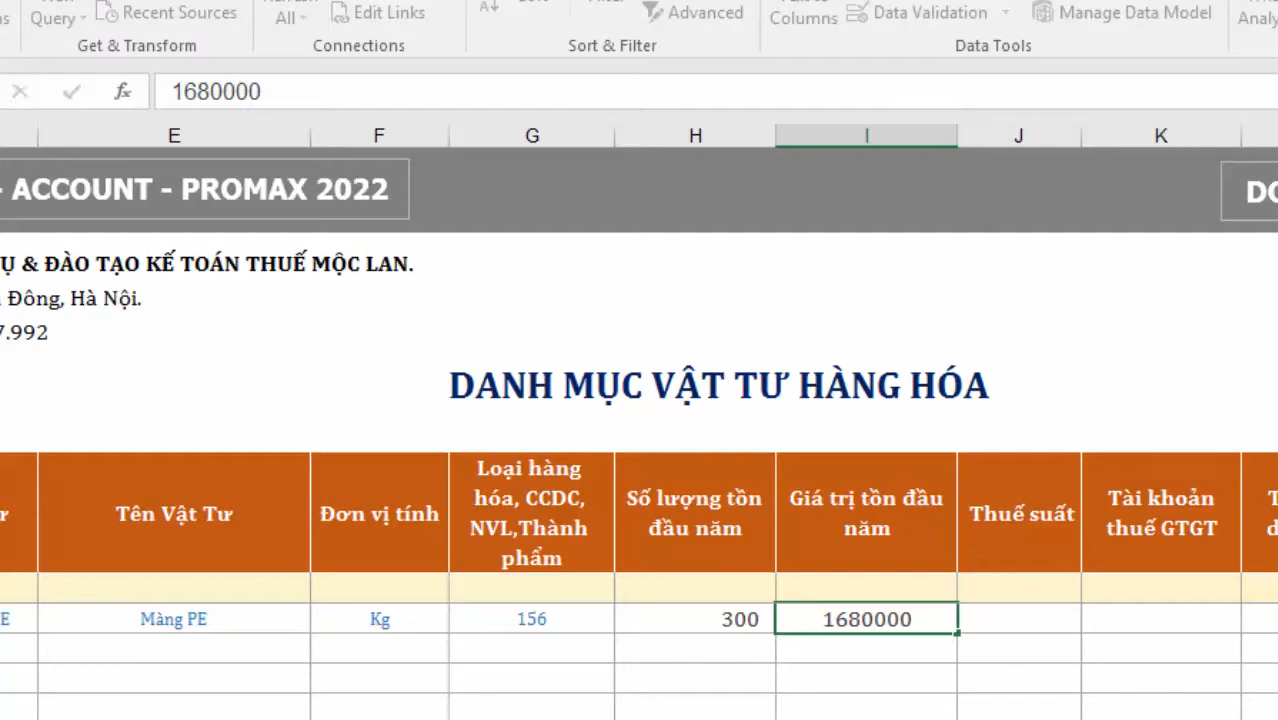 Query
Recent Sources
All
Edit Links
Advanced
Columns
Data Validation
Manage Data Model
Get & Transform
Connections
Sort & Filter
Data Tools
fx
1680000
E F G H I J K
- ACCOUNT - PROMAX 2022
Ụ & ĐÀO TẠO KẾ TOÁN THUẾ MỘC LAN.
Đông, Hà Nội.
7.992
DANH MỤC VẬT TƯ HÀNG HÓA
Tên Vật Tư
Đơn vị tính
Loại hàng
hóa, CCDC,
NVL,Thành
phẩm
Số lượng tồn
đầu năm
Giá trị tồn đầu
năm
Thuế suất
Tài khoản
thuế GTGT
E Màng PE Kg 156 300 1680000